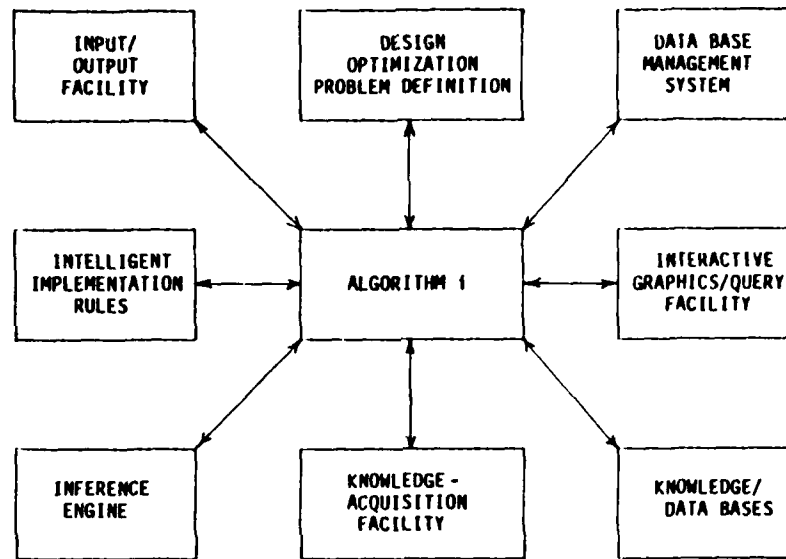 INPUT/
OUTPUT
FACILITY
DESIGN
OPTIMIZATION
PROBLEM DEFINITION
DATA BASE
MANAGEMENT
SYSTEM
INTELLIGENT
IMPLEMENTATION
RULES
ALGORITHM i
INTERACTIVE
GRAPHICS/QUERY
FACILITY
INFERENCE
ENGINE
KNOWLEDGE-
ACQUISITION
FACILITY
KNOWLEDGE/
DATA BASES